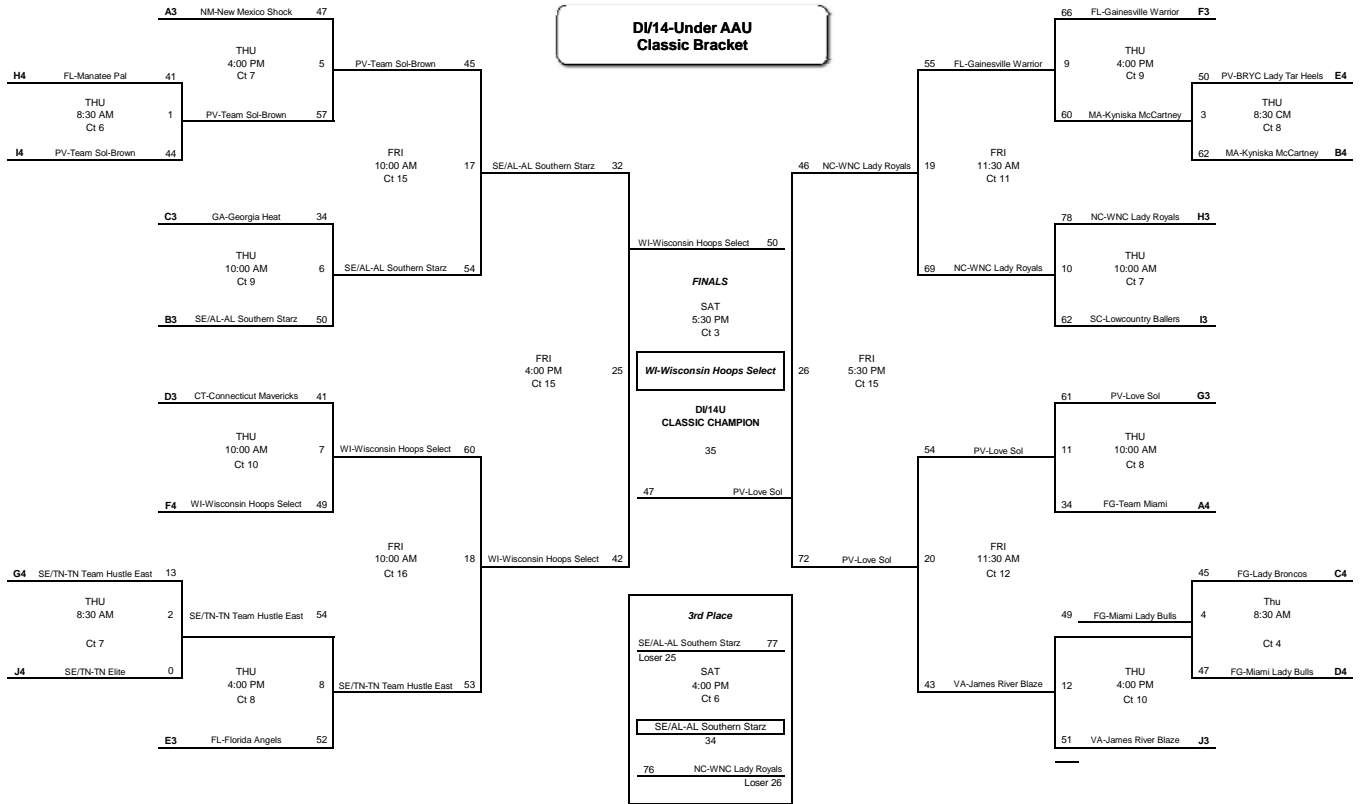 DI/14-Under AAU
Classic Bracket
A3 NM-New Mexico Shock 47
THU
4:00 PM
Ct 7
5
PV-Team Sol-Brown 45
H4 FL-Manatee Pal 41
THU
8:30 AM
Ct 6
1
PV-Team Sol-Brown 57
I4 PV-Team Sol-Brown 44
FRI
10:00 AM
Ct 15
17
SE/AL-AL Southern Starz 32
C3 GA-Georgia Heat 34
THU
10:00 AM
Ct 9
6
SE/AL-AL Southern Starz 54
B3 SE/AL-AL Southern Starz 50
FRI
4:00 PM
Ct 15
25
D3 CT-Connecticut Mavericks 41
THU
10:00 AM
Ct 10
7
WI-Wisconsin Hoops Select 60
F4 WI-Wisconsin Hoops Select 49
FRI
10:00 AM
Ct 16
18
WI-Wisconsin Hoops Select 42
G4 SE/TN-TN Team Hustle East 13
THU
8:30 AM
Ct 7
2
SE/TN-TN Team Hustle East 54
J4 SE/TN-TN Elite 0
THU
4:00 PM
Ct 8
8
SE/TN-TN Team Hustle East 53
E3 FL-Florida Angels 52
WI-Wisconsin Hoops Select 50
FINALS
SAT
5:30 PM
Ct 3
WI-Wisconsin Hoops Select
DI/14U
CLASSIC CHAMPION
35
47 PV-Love Sol
3rd Place
SE/AL-AL Southern Starz 77
Loser 25
SAT
4:00 PM
Ct 6
SE/AL-AL Southern Starz
34
76 NC-WNC Lady Royals
Loser 26
66 FL-Gainesville Warrior F3
THU
4:00 PM
Ct 9
9
55 FL-Gainesville Warrior
50 PV-BRYC Lady Tar Heels E4
THU
8:30 CM
Ct 8
3
60 MA-Kyniska McCartney
62 MA-Kyniska McCartney B4
FRI
11:30 AM
Ct 11
19
46 NC-WNC Lady Royals
78 NC-WNC Lady Royals H3
THU
10:00 AM
Ct 7
10
69 NC-WNC Lady Royals
62 SC-Lowcountry Ballers I3
FRI
5:30 PM
Ct 15
26
61 PV-Love Sol G3
THU
10:00 AM
Ct 8
11
54 PV-Love Sol
34 FG-Team Miami A4
FRI
11:30 AM
Ct 12
20
72 PV-Love Sol
45 FG-Lady Broncos C4
Thu
8:30 AM
Ct 4
4
49 FG-Miami Lady Bulls
47 FG-Miami Lady Bulls D4
THU
4:00 PM
Ct 10
12
43 VA-James River Blaze
51 VA-James River Blaze J3